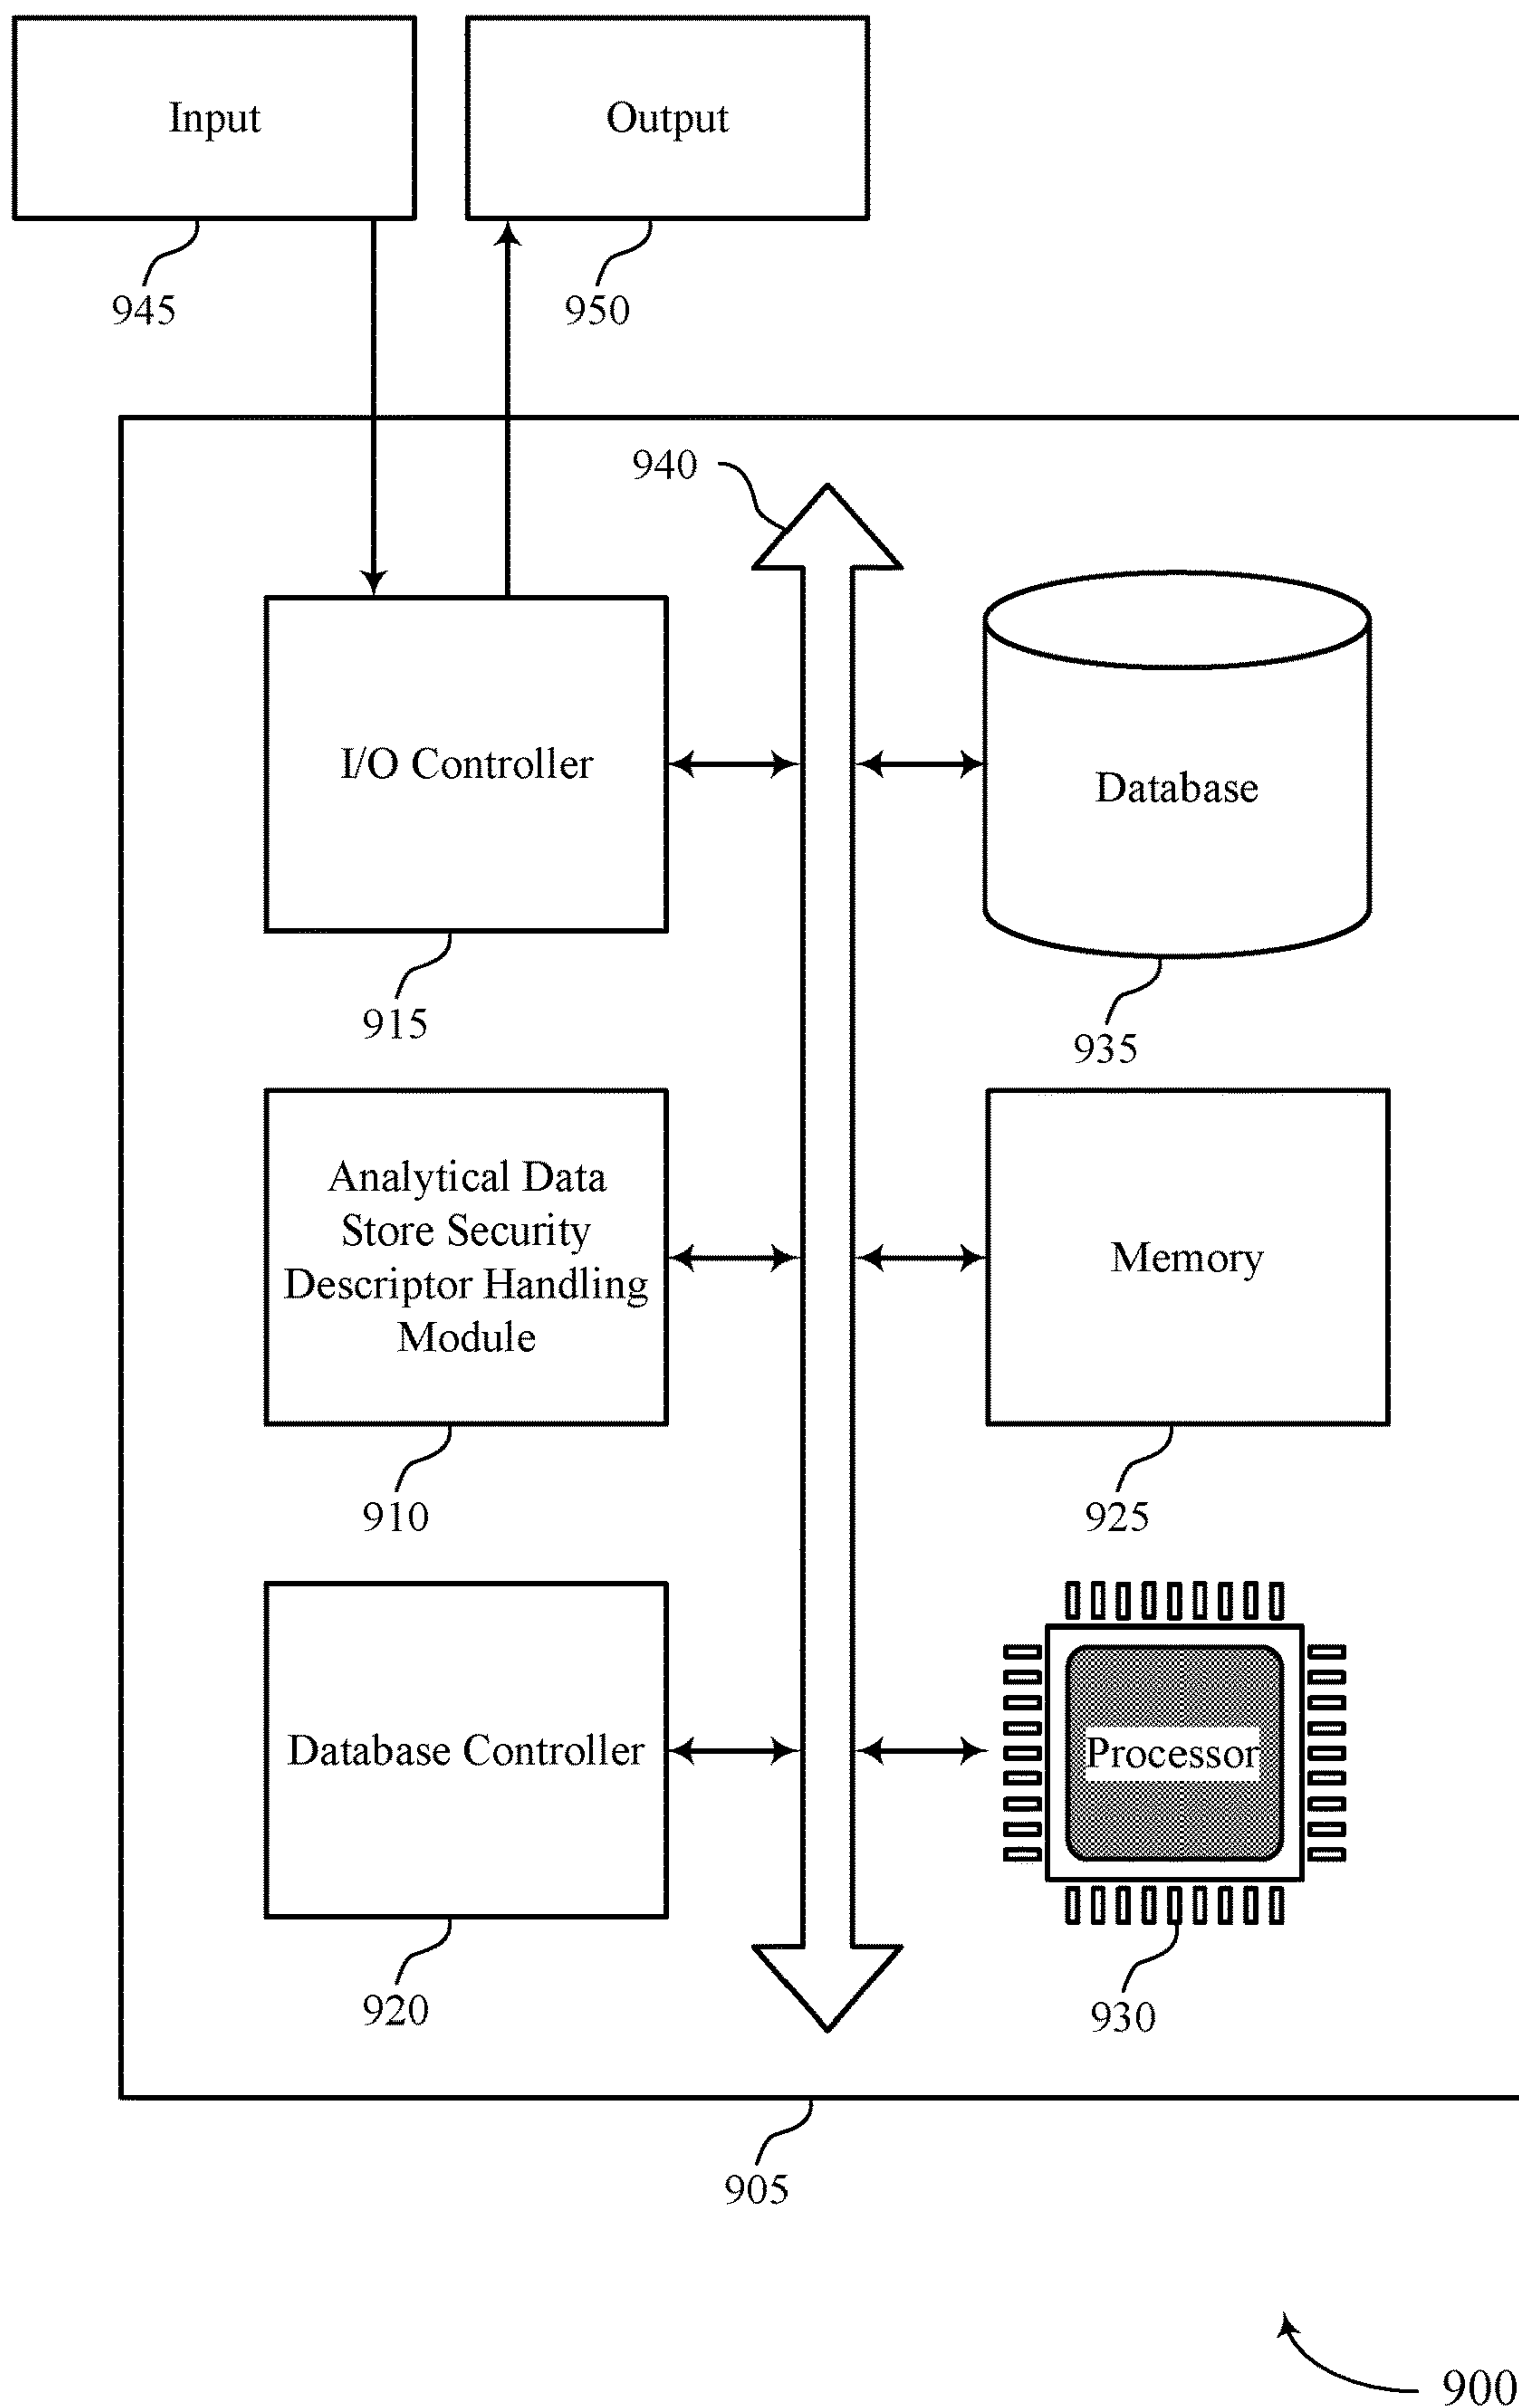 Input
Output
945
950
940
I/O Controller
Database
915
935
Analytical Data
Store Security
Descriptor Handling
Module
Memory
910
925
Database Controller
Processor
920
930
905
900